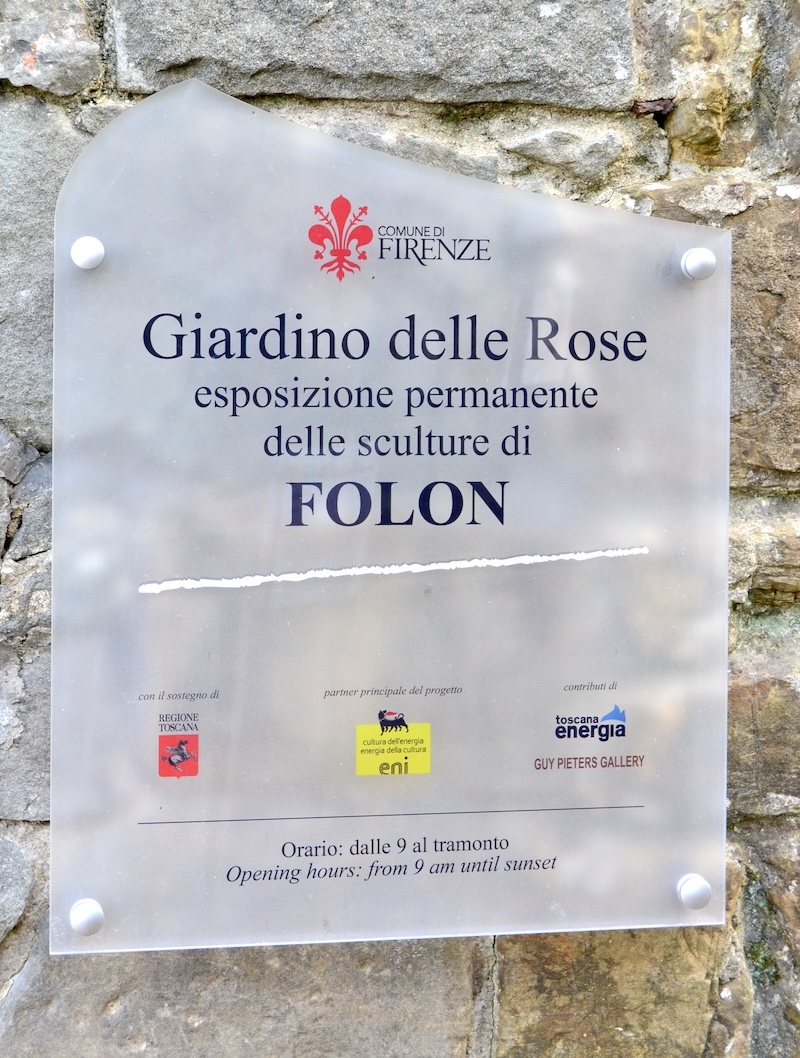 COMUNE DI
FIRENZE
Giardino delle Rose
esposizione permanente
delle sculture di
FOLON
con il sostegno di
REGIONE
TOSCANA
partner principale del progetto
cultura dell'energia
energia della cultura
eni
contributi di
toscana
energia
GUY PIETERS GALLERY
Orario: dalle 9 al tramonto
Opening hours: from 9 am until sunset